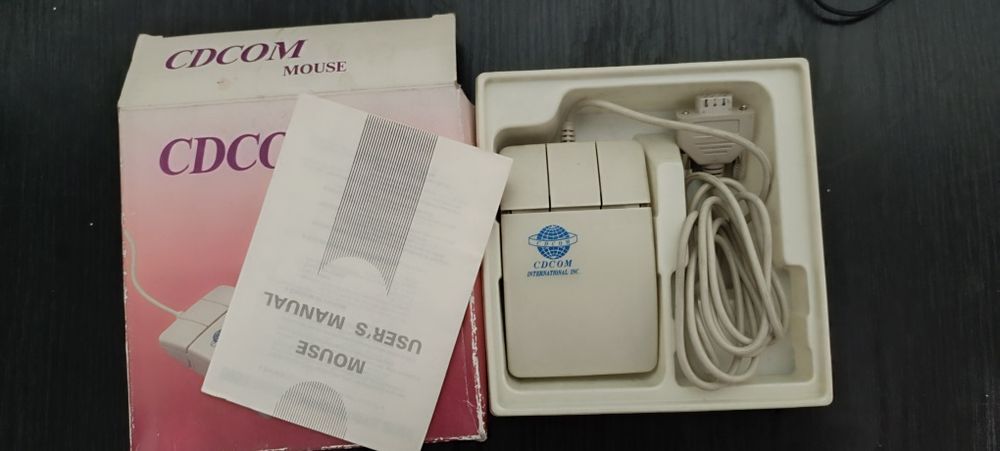 CDCOM
MOUSE
CDCO
MOUSE
USER'S MANUAL
CDCOM
CDCOM
INTERNATIONAL INC